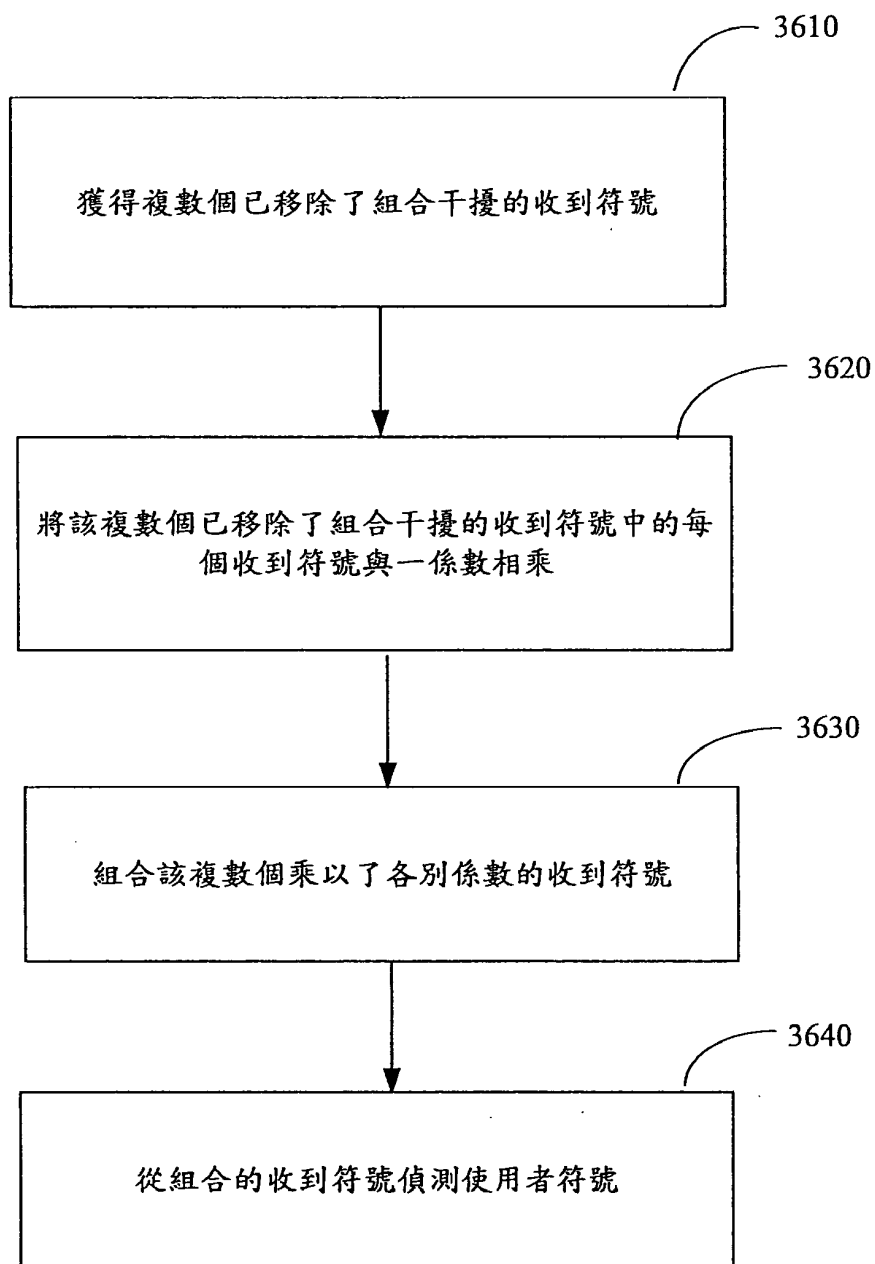 3610
獲得複數個已移除了組合干擾的收到符號
3620
將該複數個已移除了組合干擾的收到符號中的每
個收到符號與一係數相乘
3630
組合該複數個乘以了各別係數的收到符號
3640
從組合的收到符號偵測使用者符號